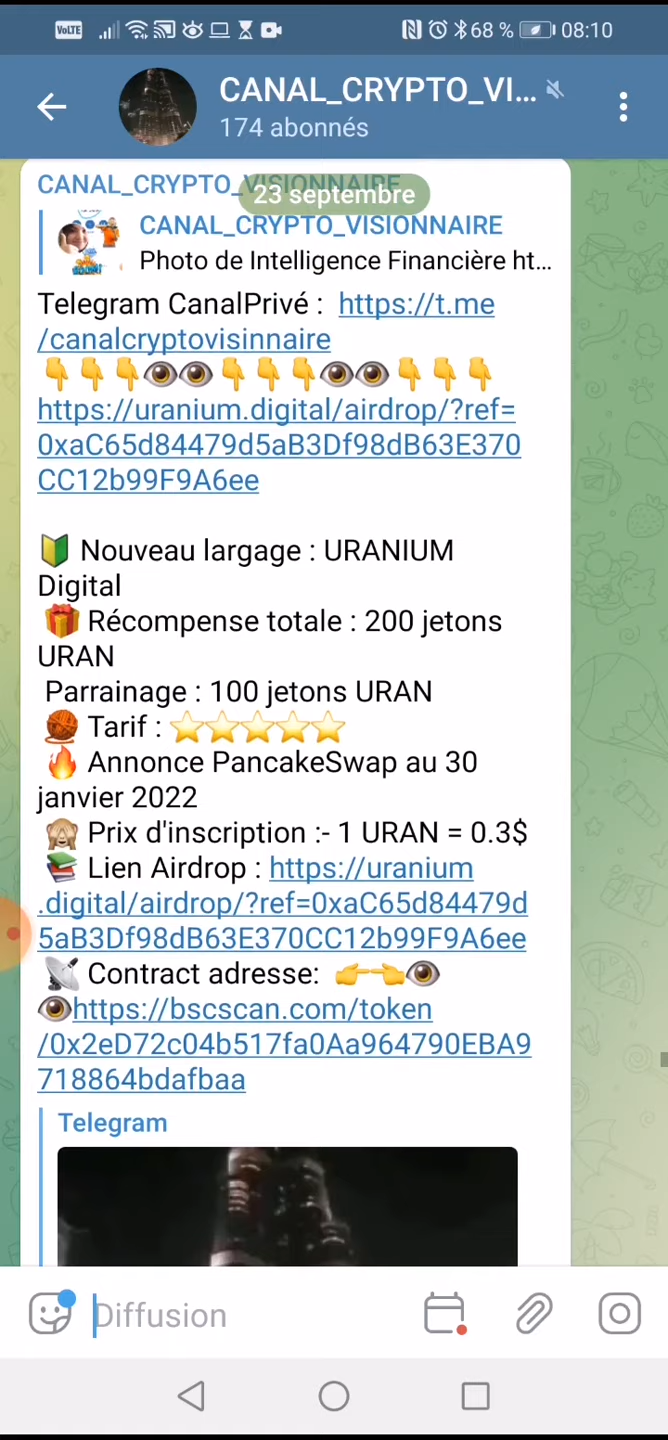 VoLTE
68 %
08:10
CANAL_CRYPTO_VI...
174 abonnés
CANAL_CRYPTO_VISIONNAIRE
23 septembre
CANAL_CRYPTO_VISIONNAIRE
Photo de Intelligence Financière ht...
Telegram CanalPrivé : https://t.me
/canalcryptovisinnaire
👇👇👇👁👁👇👇👇👁👁👇👇👇
https://uranium.digital/airdrop/?ref=
0xaC65d84479d5aB3Df98dB63E370
CC12b99F9A6ee
🔰 Nouveau largage : URANIUM
Digital
🎁 Récompense totale : 200 jetons
URAN
Parrainage : 100 jetons URAN
🧶 Tarif : ⭐⭐⭐⭐⭐
🔥 Annonce PancakeSwap au 30
janvier 2022
🙈 Prix d'inscription :- 1 URAN = 0.3$
📚 Lien Airdrop : https://uranium
.digital/airdrop/?ref=0xaC65d84479d
5aB3Df98dB63E370CC12b99F9A6ee
📡 Contract adresse: 👉👈👁
👁https://bscscan.com/token
/0x2eD72c04b517fa0Aa964790EBA9
718864bdafbaa
Telegram
Diffusion